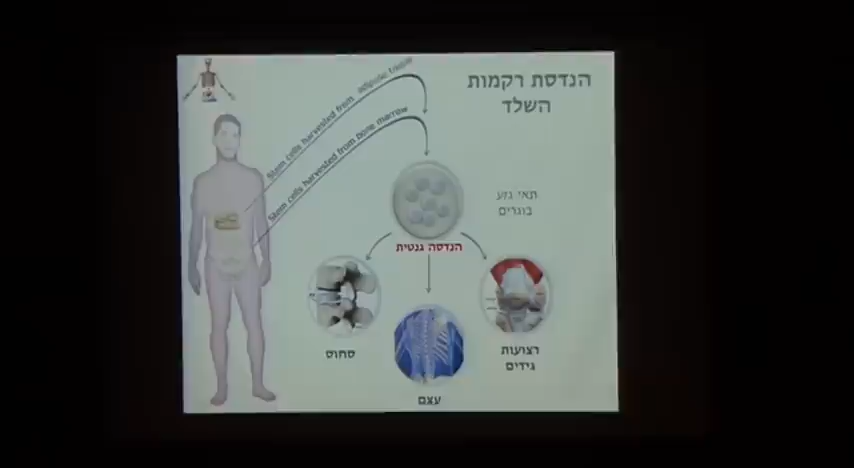 הנדסת רקמות
השלד
Stem cells harvested from adipose tissue
Stem cells harvested from bone marrow
תאי גזע
בוגרים
הנדסה גנטית
סחוס
עצם
רצועות
גידים